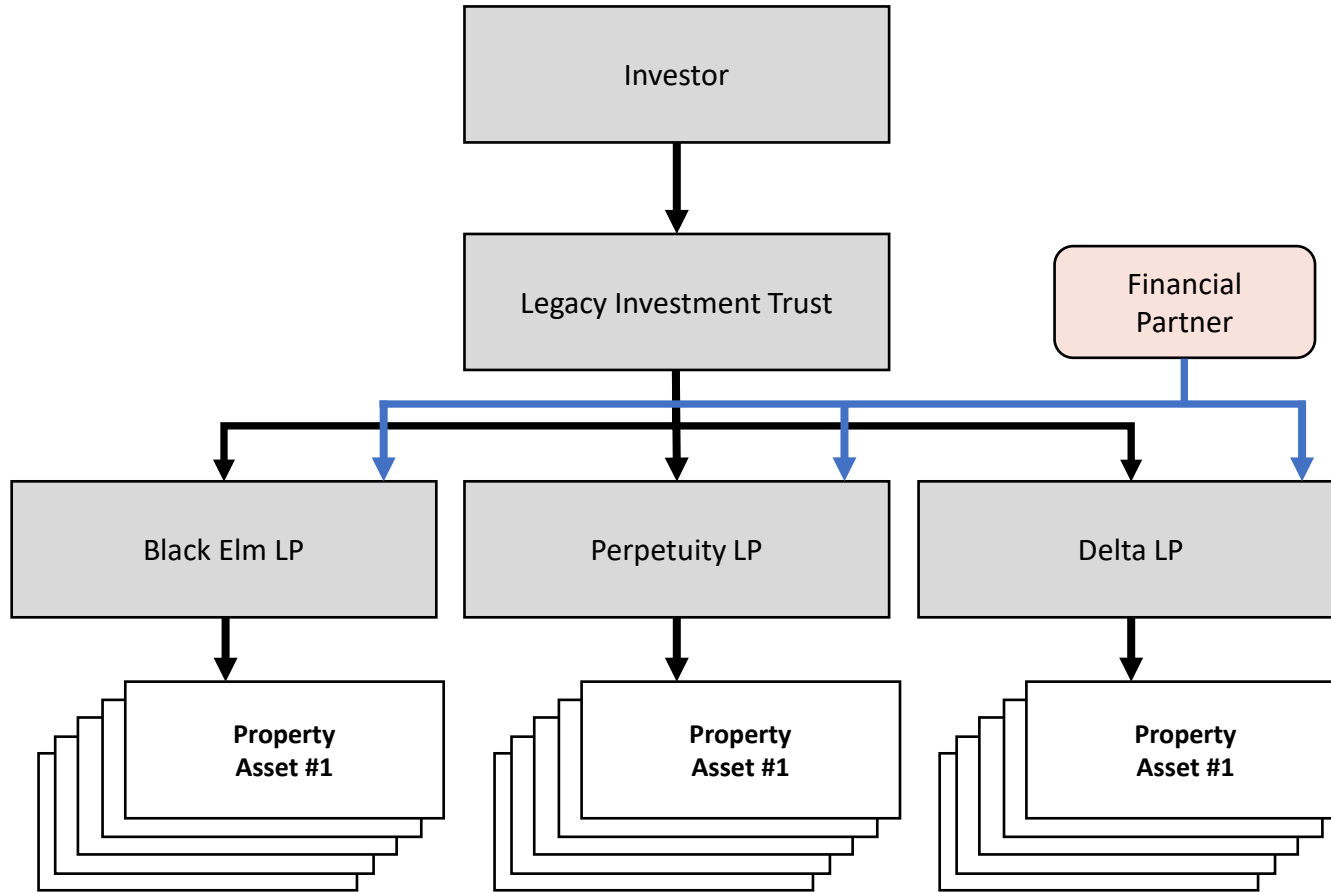 Investor
Legacy Investment Trust
Financial
Partner
Black Elm LP
Perpetuity LP
Delta LP
Property
Asset #1
Property
Asset #1
Property
Asset #1